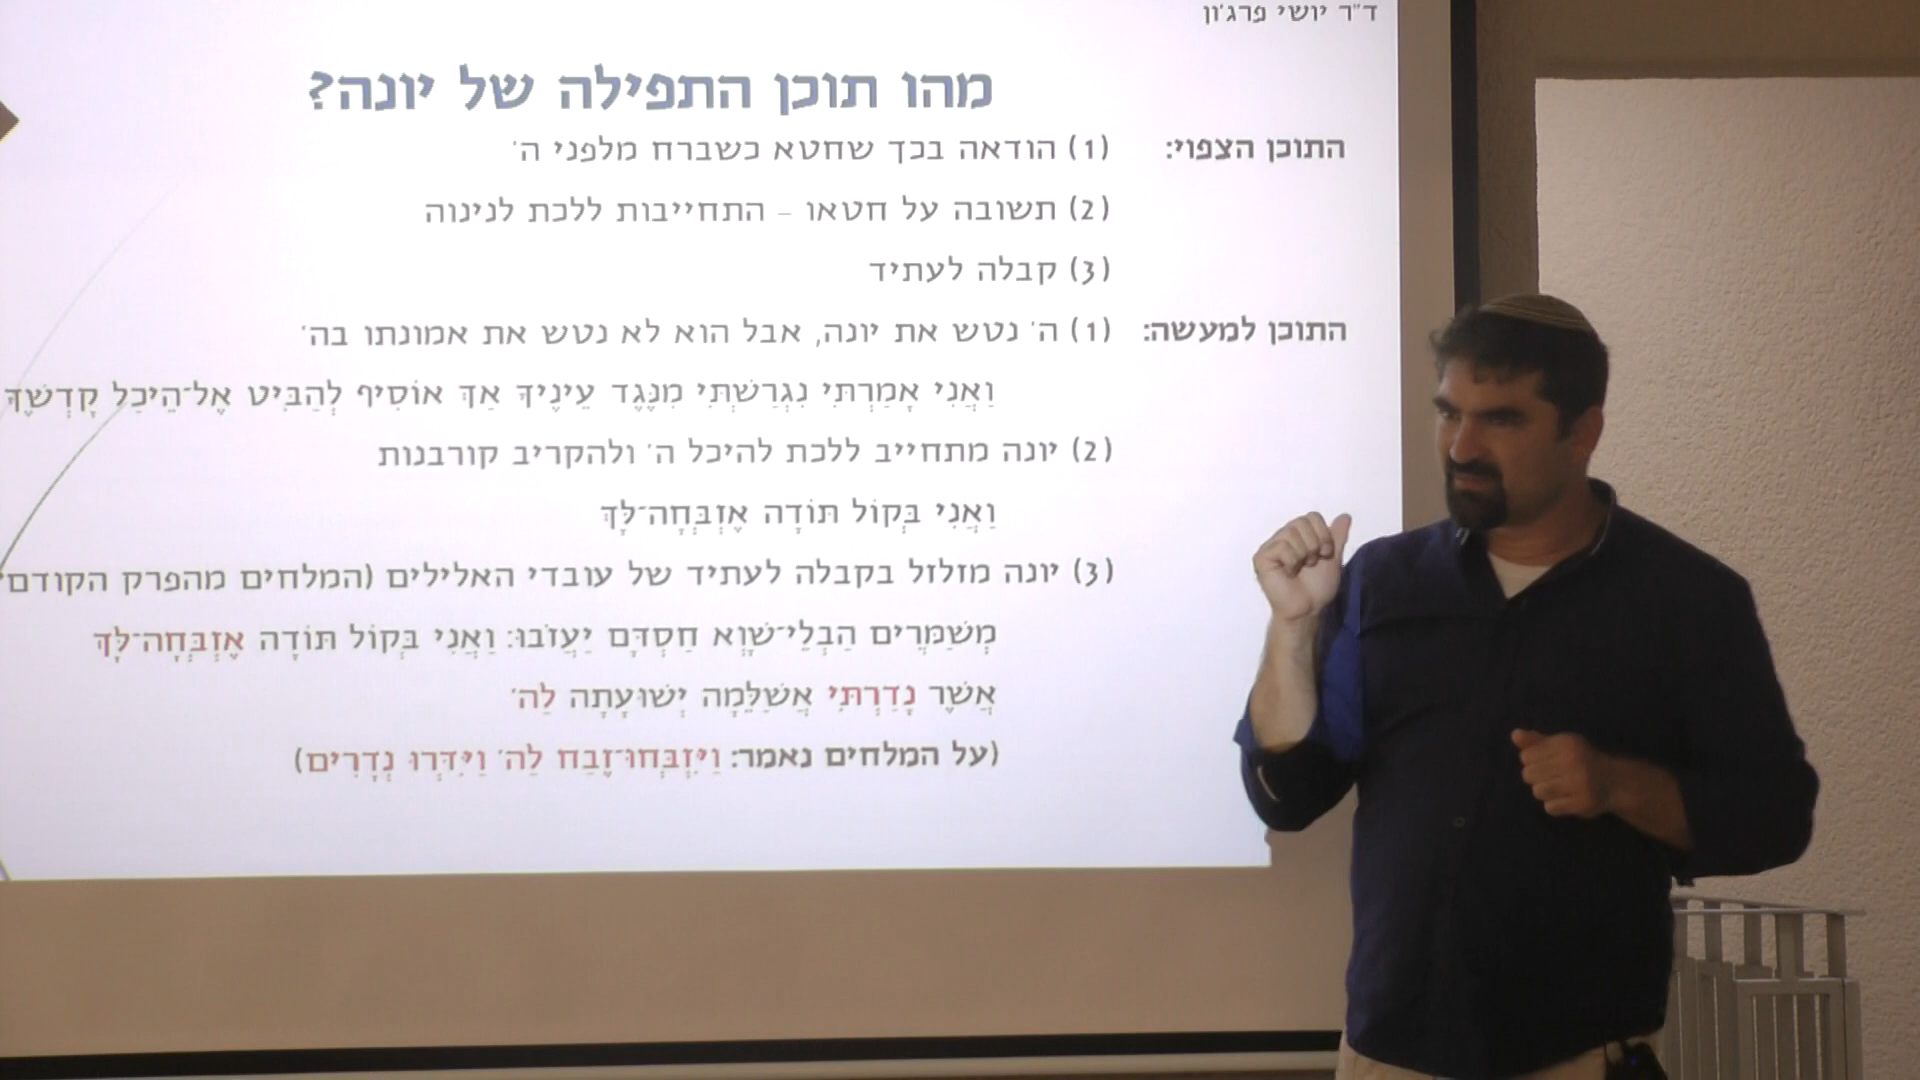 ד"ר יושי פרג'ון
מהו תוכן התפילה של יונה?
התוכן הצפוי: (1) הודאה בכך שחטא כשברח מלפני ה'
(2) תשובה על חטאו – התחייבות ללכת לנינוה
(3) קבלה לעתיד
התוכן למעשה: (1) ה' נטש את יונה, אבל הוא לא נטש את אמונתו בה'
וַאֲנִי אָמַרְתִּי נִגְרַשְׁתִּי מִנֶּגֶד עֵינֶיךָ אַךְ אוֹסִיף לְהַבִּיט אֶל־הֵיכַל קָדְשֶׁךָ
(2) יונה מתחייב ללכת להיכל ה' ולהקריב קורבנות
וַאֲנִי בְּקוֹל תּוֹדָה אֶזְבְּחָה־לָּךְ
(3) יונה מזלזל בקבלה לעתיד של עובדי האלילים (המלחים מהפרק הקודם
מְשַׁמְּרִים הַבְלֵי־שָׁוְא חַסְדָּם יַעֲזֹבוּ: וַאֲנִי בְּקוֹל תּוֹדָה אֶזְבְּחָה־לָּךְ
אֲשֶׁר נָדַרְתִּי אֲשַׁלֵּמָה יְשׁוּעָתָה לַה'
(על המלחים נאמר: וַיִּזְבְּחוּ־זֶבַח לַה' וַיִּדְּרוּ נְדָרִים)